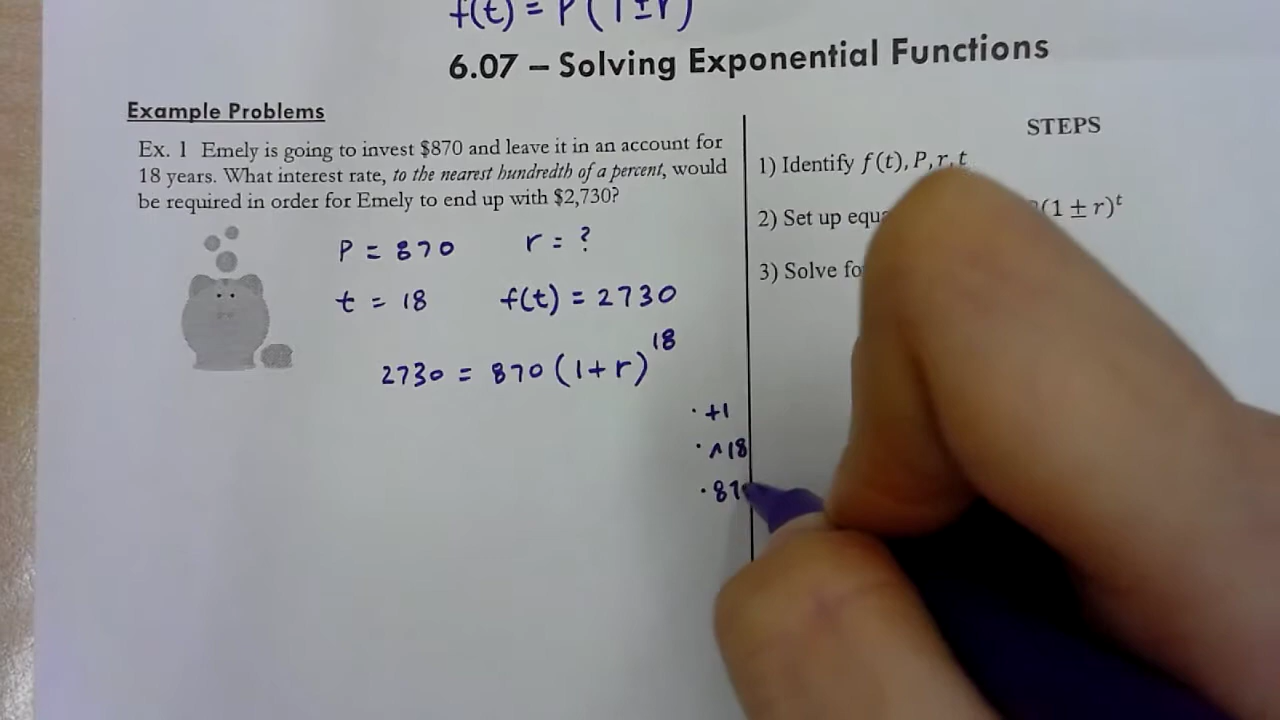 f(t) = P(1±r)
6.07 – Solving Exponential Functions
Example Problems
Ex. 1 Emely is going to invest $870 and leave it in an account for
18 years. What interest rate, to the nearest hundredth of a percent, would
be required in order for Emely to end up with $2,730?
P = 870 r = ?
t = 18 f(t) = 2730
2730 = 870 (1+r)^18
· +1
· ^18
· 87
STEPS
1) Identify f(t), P, r, t
2) Set up (1 ± r)^t
3) Solve